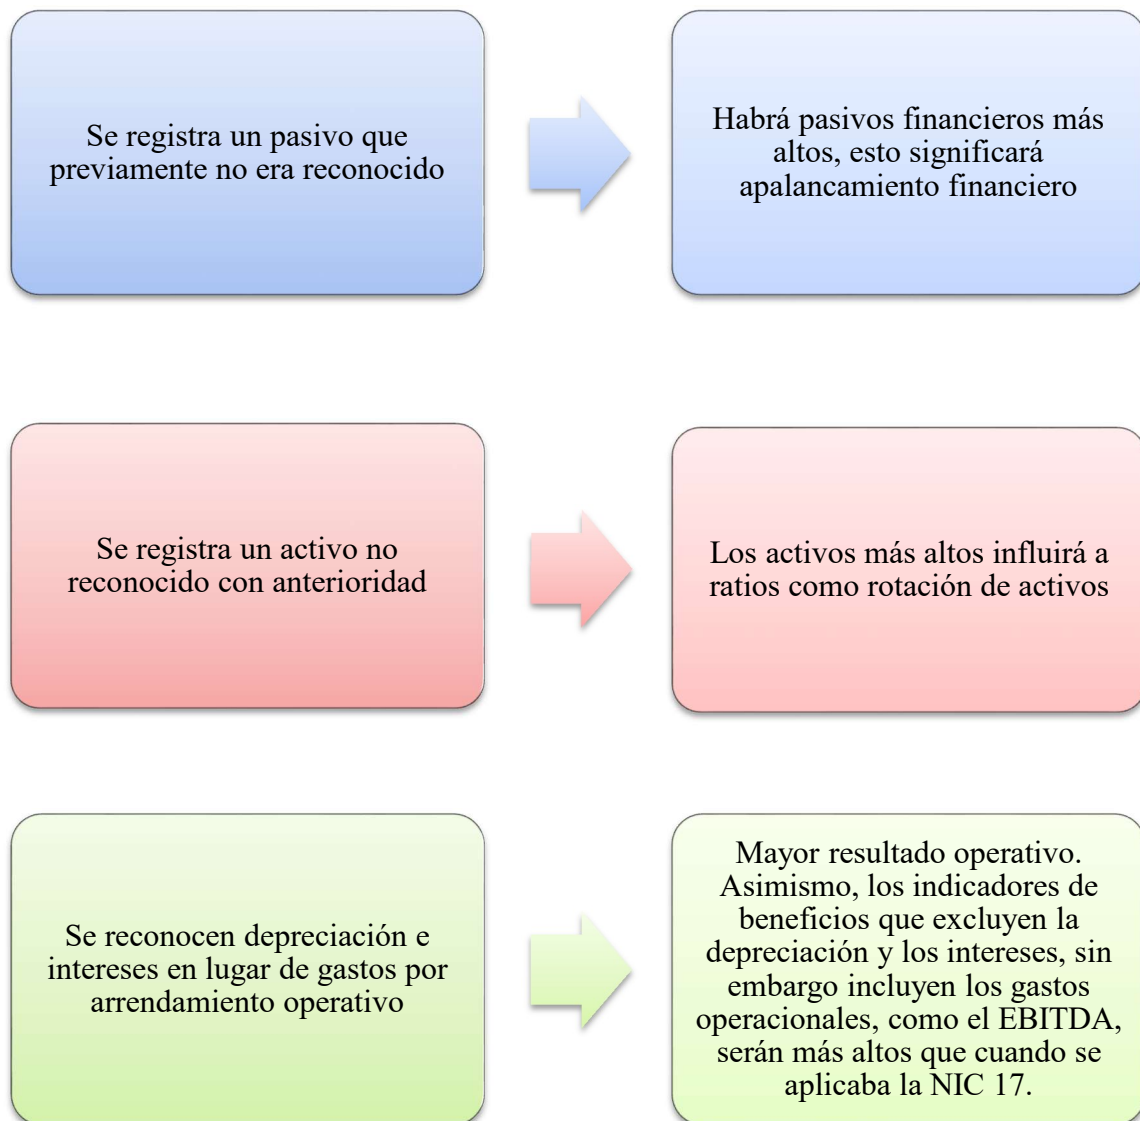 Se registra un pasivo que
previamente no era reconocido
Habrá pasivos financieros más
altos, esto significará
apalancamiento financiero
Se registra un activo no
reconocido con anterioridad
Los activos más altos influirá a
ratios como rotación de activos
Se reconocen depreciación e
intereses en lugar de gastos por
arrendamiento operativo
Mayor resultado operativo.
Asimismo, los indicadores de
beneficios que excluyen la
depreciación y los intereses, sin
embargo incluyen los gastos
operacionales, como el EBITDA,
serán más altos que cuando se
aplicaba la NIC 17.